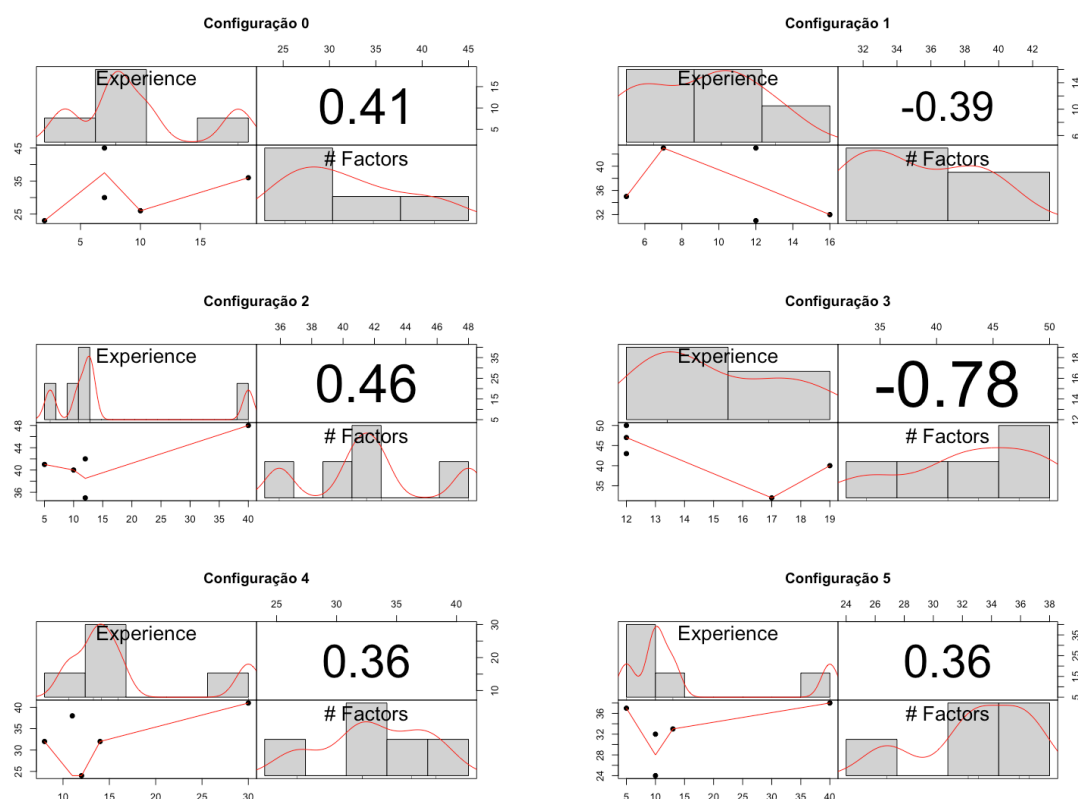 Configuração 0
25 30 35 40 45
Experience
0.41
5 10 15
# Factors
25 35 45
5 10 15
Configuração 1
32 34 36 38 40 42
Experience
-0.39
6 10 14
# Factors
32 36 40
6 8 10 12 14 16
Configuração 2
36 38 40 42 44 46 48
Experience
0.46
5 15 25 35
# Factors
36 40 44 48
5 10 15 20 25 30 35 40
Configuração 3
35 40 45 50
Experience
-0.78
12 14 16 18
# Factors
35 40 45 50
12 13 14 15 16 17 18 19
Configuração 4
25 30 35 40
Experience
0.36
10 20 30
# Factors
25 30 35 40
10 15 20 25 30
Configuração 5
24 26 28 30 32 34 36 38
Experience
0.36
5 15 25 35
# Factors
24 28 32 36
5 10 15 20 25 30 35 40